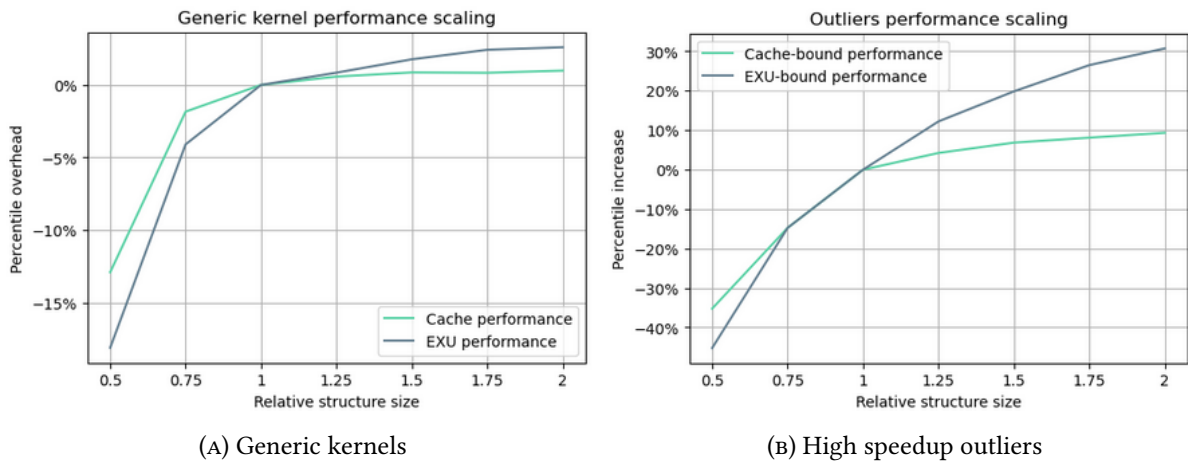 Generic kernel performance scaling
Percentile overhead
0%
−5%
−10%
−15%
Cache performance
EXU performance
0.5 0.75 1 1.25 1.5 1.75 2
Relative structure size
(A) Generic kernels
Outliers performance scaling
Percentile increase
30%
20%
10%
0%
−10%
−20%
−30%
−40%
Cache-bound performance
EXU-bound performance
0.5 0.75 1 1.25 1.5 1.75 2
Relative structure size
(B) High speedup outliers